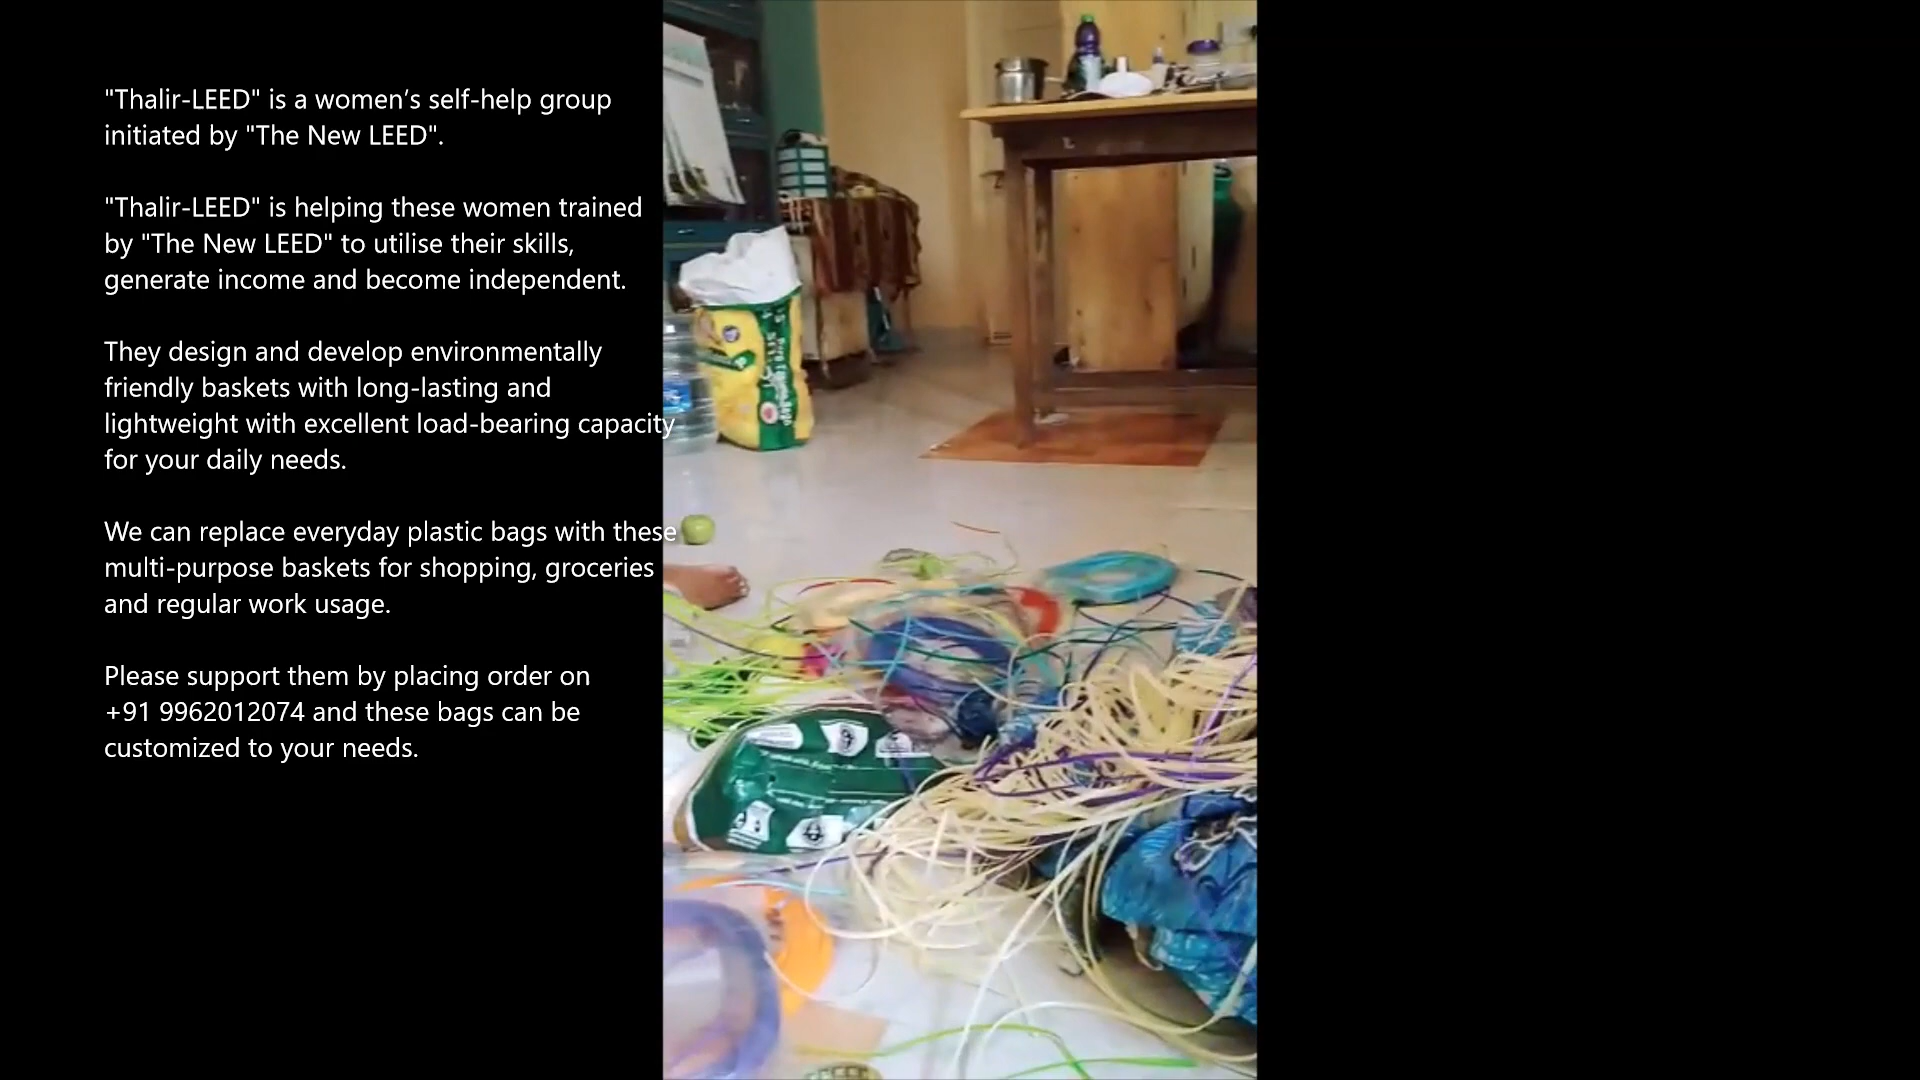 "Thalir-LEED" is a women’s self-help group
initiated by "The New LEED".
"Thalir-LEED" is helping these women trained
by "The New LEED" to utilise their skills,
generate income and become independent.
They design and develop environmentally
friendly baskets with long-lasting and
lightweight with excellent load-bearing capacity
for your daily needs.
We can replace everyday plastic bags with these
multi-purpose baskets for shopping, groceries
and regular work usage.
Please support them by placing order on
+91 9962012074 and these bags can be
customized to your needs.